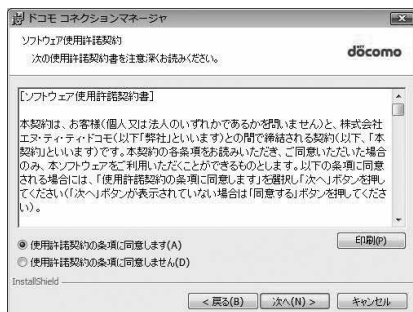 ドコモ コネクションマネージャ
ソフトウェア使用許諾契約
次の使用許諾契約書を注意深くお読みください。
döcomo
[ソフトウェア使用許諾契約書]
本契約は、お客様(個人又は法人のいずれかであるかを問いません)と、株式会社
エヌ・ティ・ティ・ドコモ(以下「弊社」といいます)との間で締結される契約(以下、「本
契約」といいます)です。本契約の各条項をお読みいただき、ご同意いただいた場合
のみ、本ソフトウェアをご利用いただくことができるものとします。以下の条項に同意
される場合には、「使用許諾契約の条項に同意します」を選択し「次へ」ボタンを押し
てください(「次へ」ボタンが表示されていない場合は「同意する」ボタンを押してくださ
い)。
使用許諾契約の条項に同意します(A)
印刷(P)
使用許諾契約の条項に同意しません(D)
InstallShield
< 戻る(B)
次へ(N) >
キャンセル